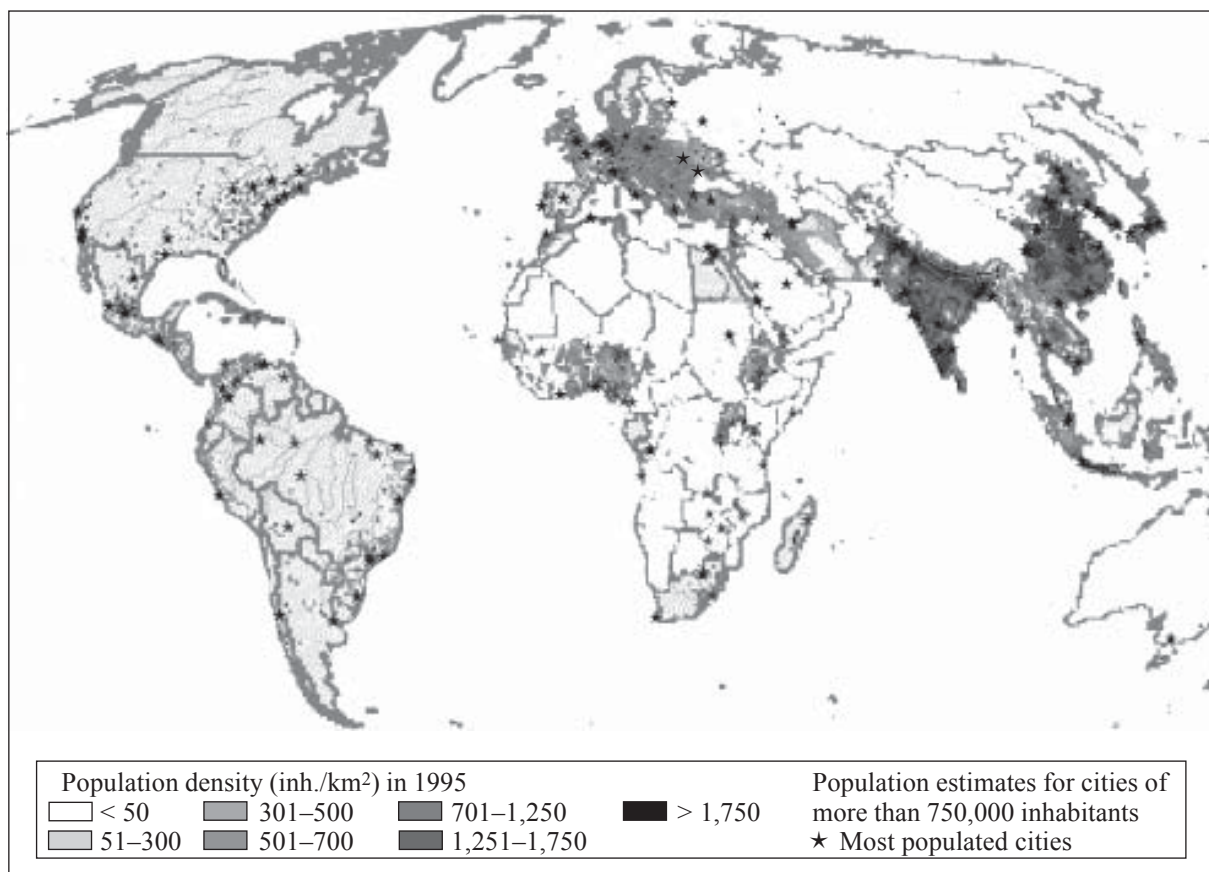 Population density (inh./km²) in 1995
< 50
301–500
701–1,250
> 1,750
51–300
501–700
1,251–1,750
Population estimates for cities of
more than 750,000 inhabitants
★ Most populated cities